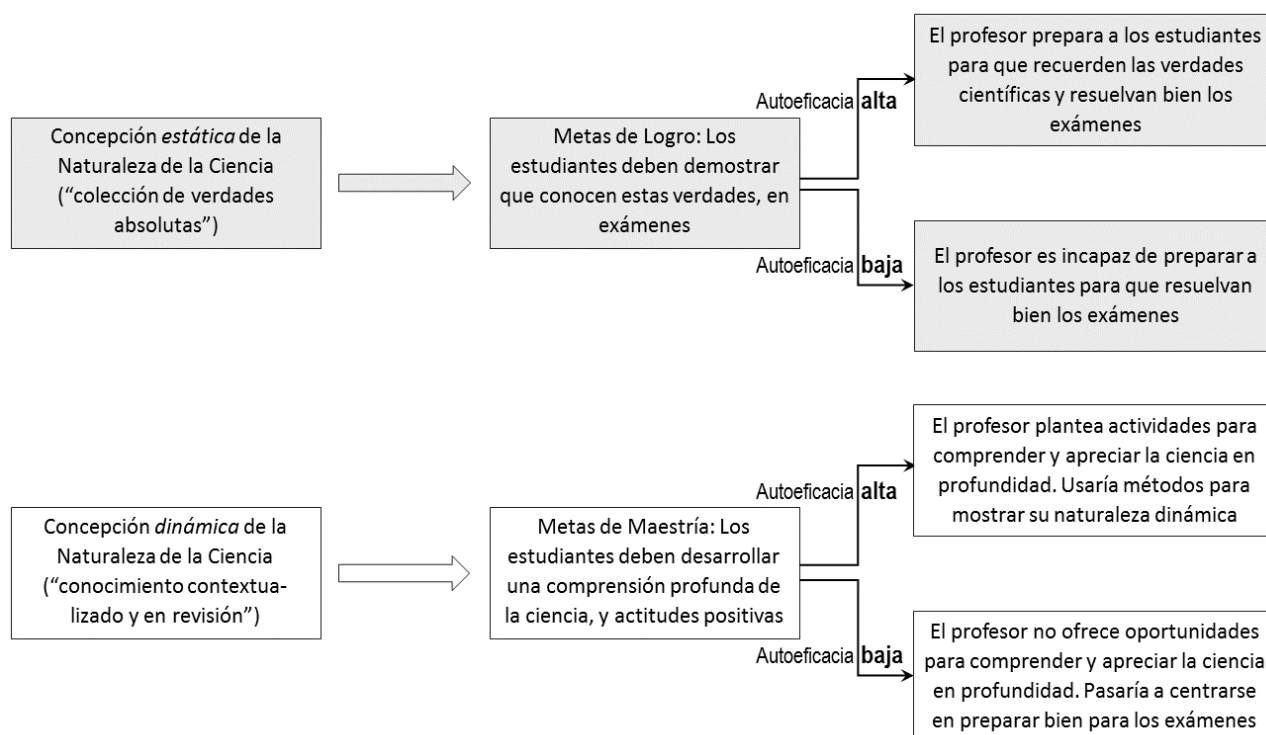 Concepción estática de la
Naturaleza de la Ciencia
(“colección de verdades
absolutas”)
Metas de Logro: Los
estudiantes deben demostrar
que conocen estas verdades, en
exámenes
Autoeficacia alta
El profesor prepara a los estudiantes
para que recuerden las verdades
científicas y resuelvan bien los
exámenes
Autoeficacia baja
El profesor es incapaz de preparar a
los estudiantes para que resuelvan
bien los exámenes
Concepción dinámica de la
Naturaleza de la Ciencia
(“conocimiento contextua-
lizado y en revisión”)
Metas de Maestría: Los
estudiantes deben desarrollar
una comprensión profunda de
la ciencia, y actitudes positivas
Autoeficacia alta
El profesor plantea actividades para
comprender y apreciar la ciencia en
profundidad. Usaría métodos para
mostrar su naturaleza dinámica
Autoeficacia baja
El profesor no ofrece oportunidades
para comprender y apreciar la ciencia
en profundidad. Pasaría a centrarse
en preparar bien para los exámenes